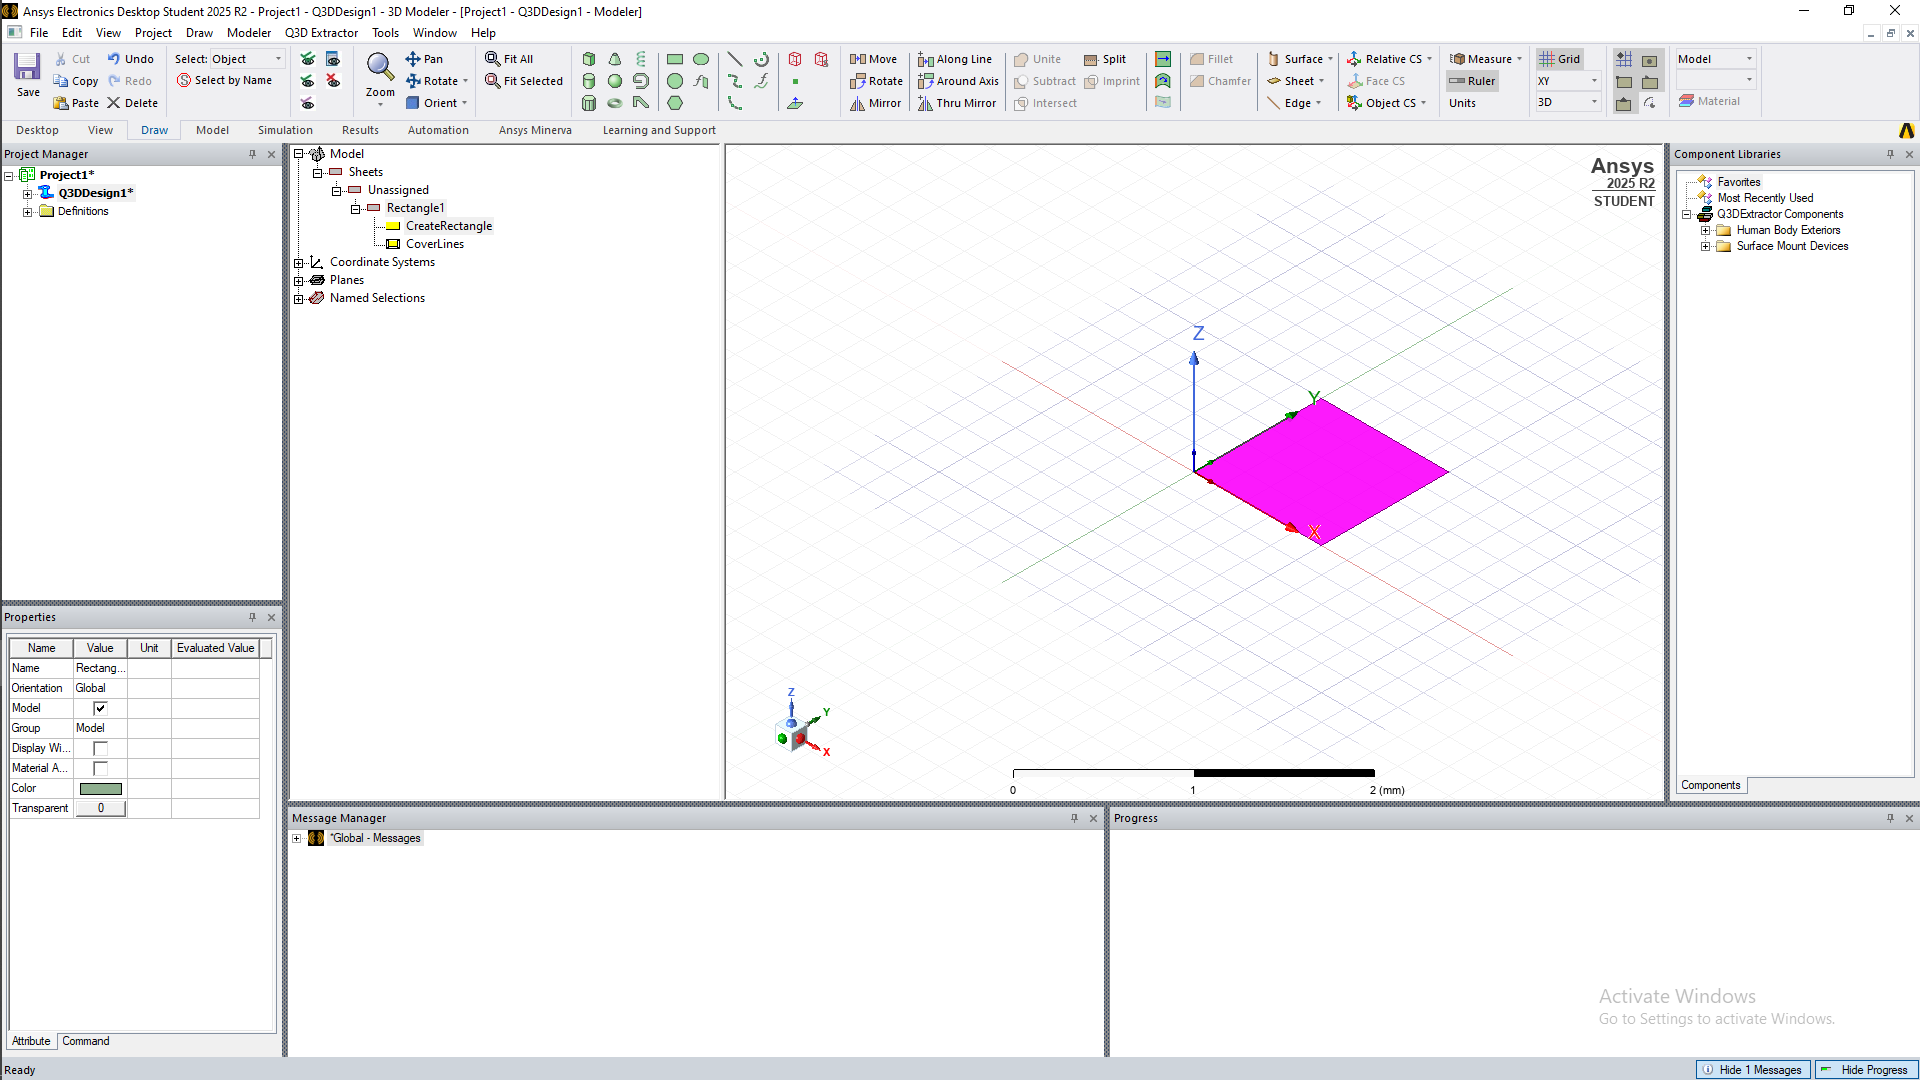 Ansys Electronics Desktop Student 2025 R2 - Project1 - Q3DDesign1 - 3D Modeler - [Project1 - Q3DDesign1 - Modeler]
File Edit View Project Draw Modeler Q3D Extractor Tools Window Help
Save
Cut Undo
Copy Redo
Paste Delete
Select: Object
Select by Name
Zoom
Pan
Rotate
Orient
Fit All
Fit Selected
Move
Rotate
Mirror
Along Line
Around Axis
Thru Mirror
Unite Split
Subtract Imprint
Intersect
Fillet
Chamfer
Surface
Sheet
Edge
Relative CS
Face CS
Object CS
Measure
Ruler
Units
Grid
XY
3D
Model
Material
Desktop View Draw Model Simulation Results Automation Ansys Minerva Learning and Support
Project Manager
Project1*
Q3DDesign1*
Definitions
Model
Sheets
Unassigned
Rectangle1
CreateRectangle
CoverLines
Coordinate Systems
Planes
Named Selections
Ansys
2025 R2
STUDENT
Z
Y
X
Z
Y
X
0 1 2 (mm)
Component Libraries
Favorites
Most Recently Used
Q3DExtractor Components
Human Body Exteriors
Surface Mount Devices
Components
Properties
Name Value Unit Evaluated Value
Name Rectang...
Orientation Global
Model
Group Model
Display Wi...
Material A...
Color
Transparent 0
Attribute Command
Message Manager
*Global - Messages
Progress
Activate Windows
Go to Settings to activate Windows.
Ready
Hide 1 Messages Hide Progress